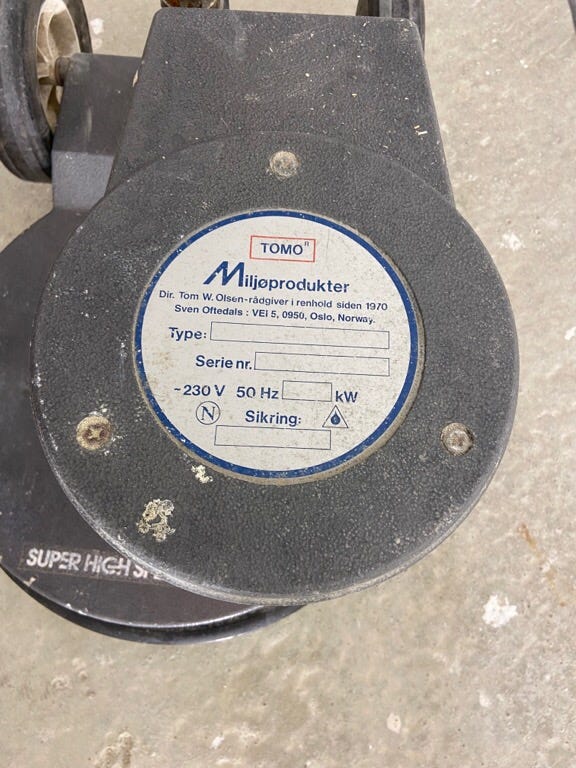 TOMO R
Miljøprodukter
Dir. Tom W. Olsen-rådgiver i renhold siden 1970
Sven Oftedals : VEI 5, 0950, Oslo, Norway.
Type:
Serie nr.
~230 V 50 Hz kW
N Sikring:
SUPER HIGH SPE